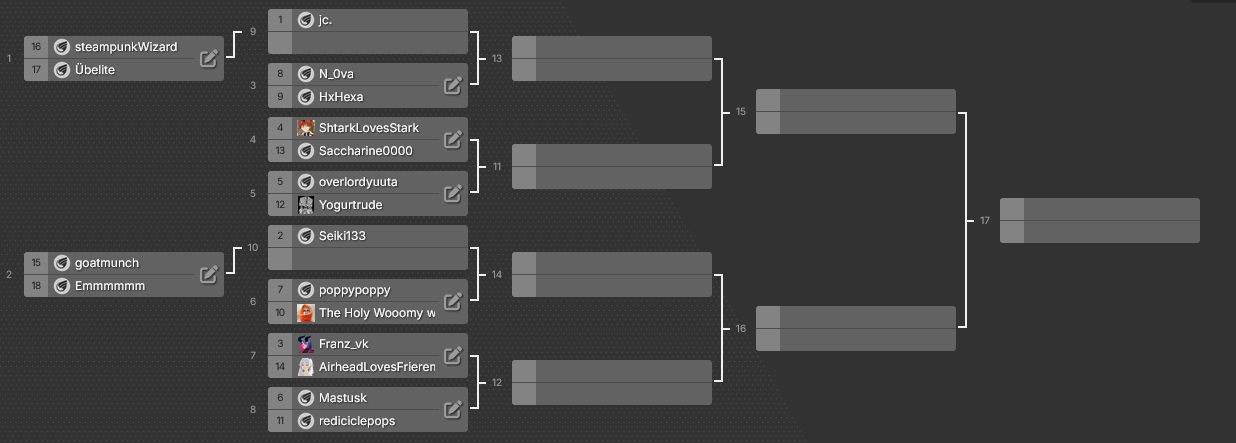 1
16 steampunkWizard
17 Übelite
2
15 goatmunch
18 Emmmmmm
9
1 jc.
3
8 N_0va
9 HxHexa
4
4 ShtarkLovesStark
13 Saccharine0000
5
5 overlordyuuta
12 Yogurtrude
10
2 Seiki133
6
7 poppypoppy
10 The Holy Wooomy w
7
3 Franz_vk
14 AirheadLovesFrieren
8
6 Mastusk
11 rediciclepops
13
11
14
12
15
16
17